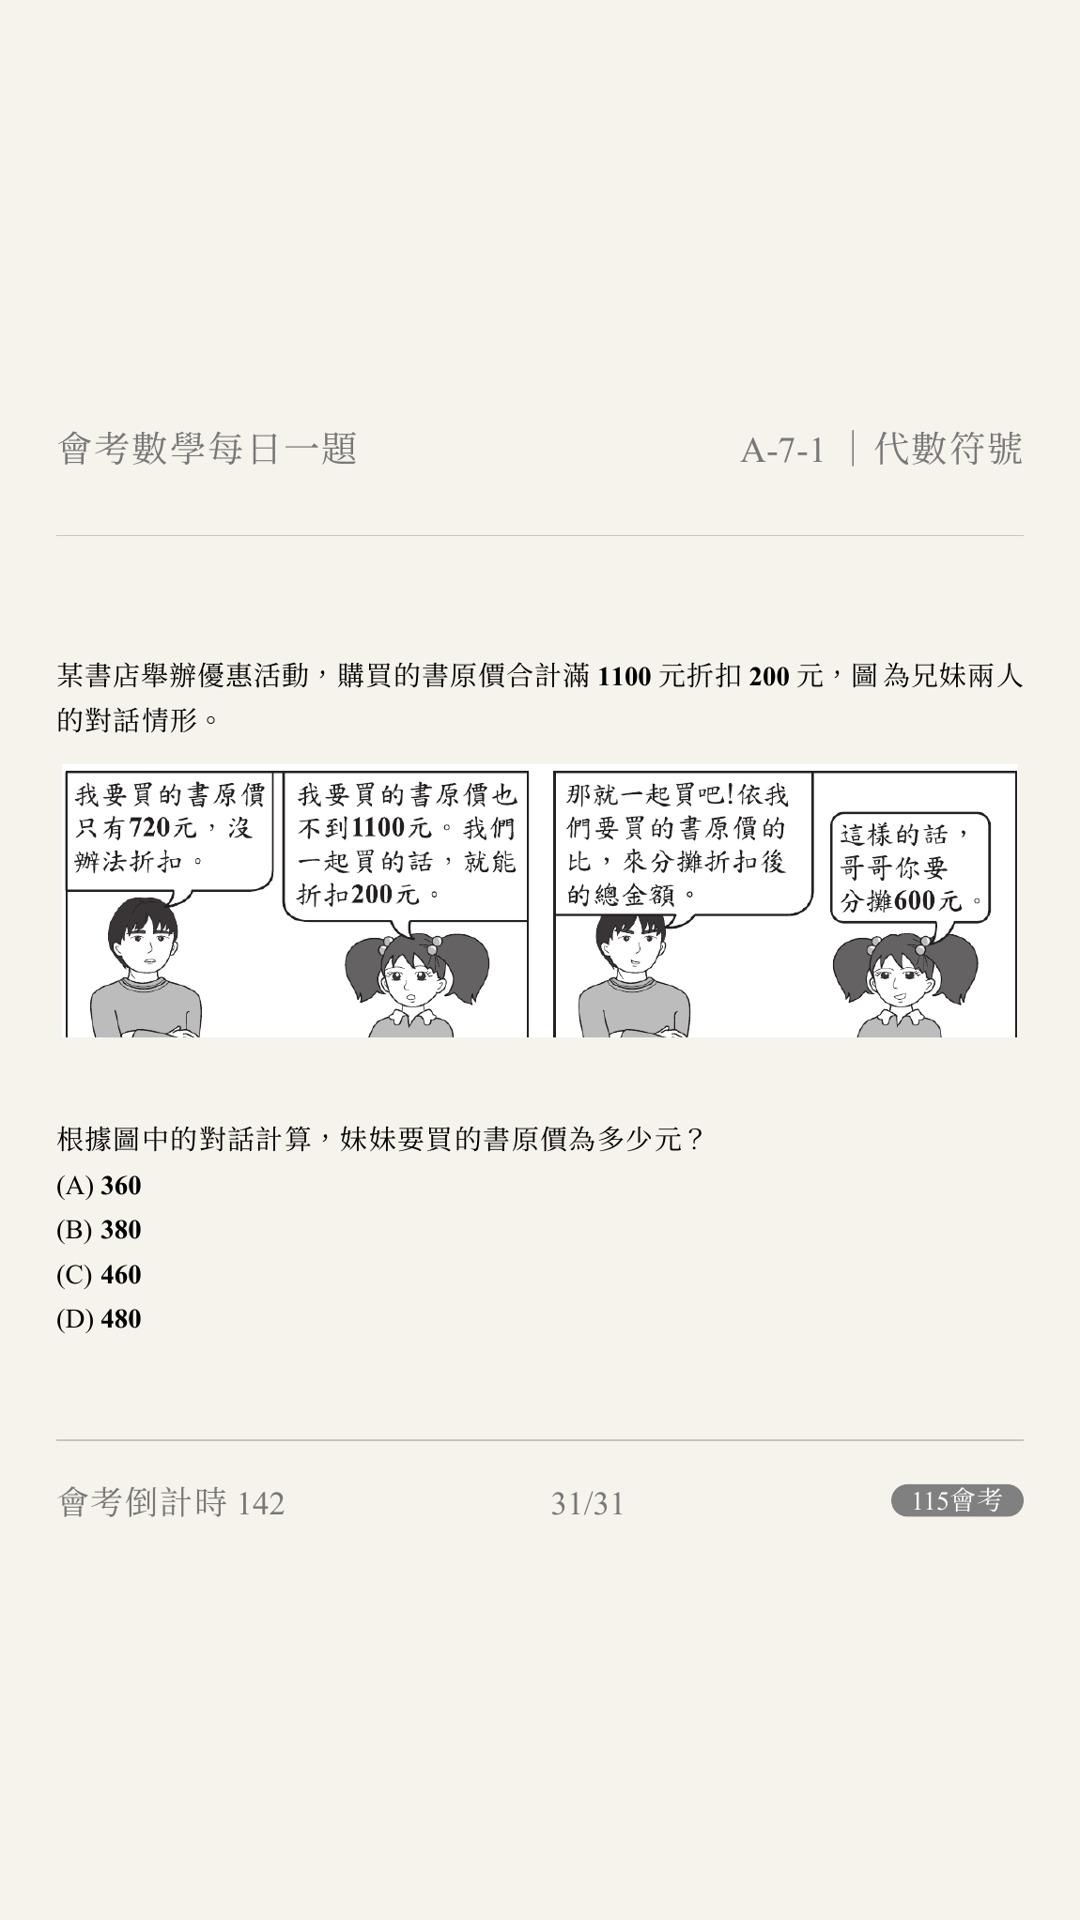 會考數學每日一題
A-7-1 | 代數符號
某書店舉辦優惠活動，購買的書原價合計滿 1100 元折扣 200 元，圖為兄妹兩人
的對話情形。
我要買的書原價
只有720元，沒
辦法折扣。
我要買的書原價也
不到1100元。我們
一起買的話，就能
折扣200元。
那就一起買吧!依我
們要買的書原價的
比，來分攤折扣後
的總金額。
這樣的話，
哥哥你要
分攤600元。
根據圖中的對話計算，妹妹要買的書原價為多少元？
(A) 360
(B) 380
(C) 460
(D) 480
會考倒計時 142
31/31
115會考